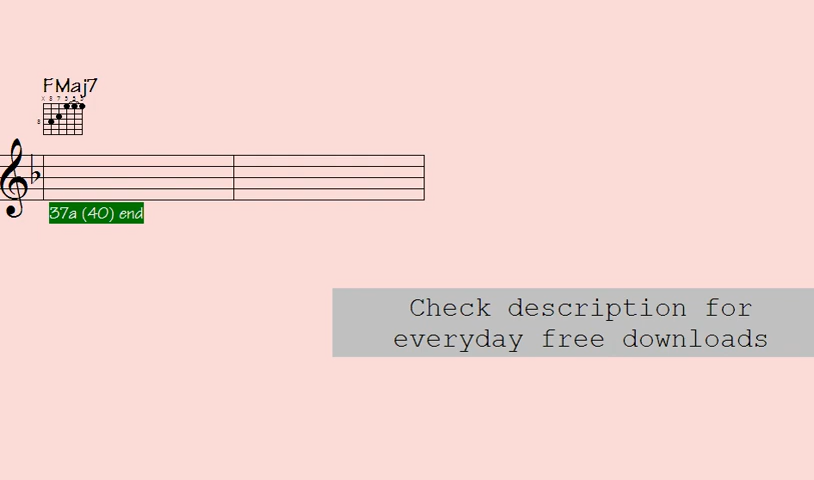 FMaj7
37a (40) end
Check description for
everyday free downloads